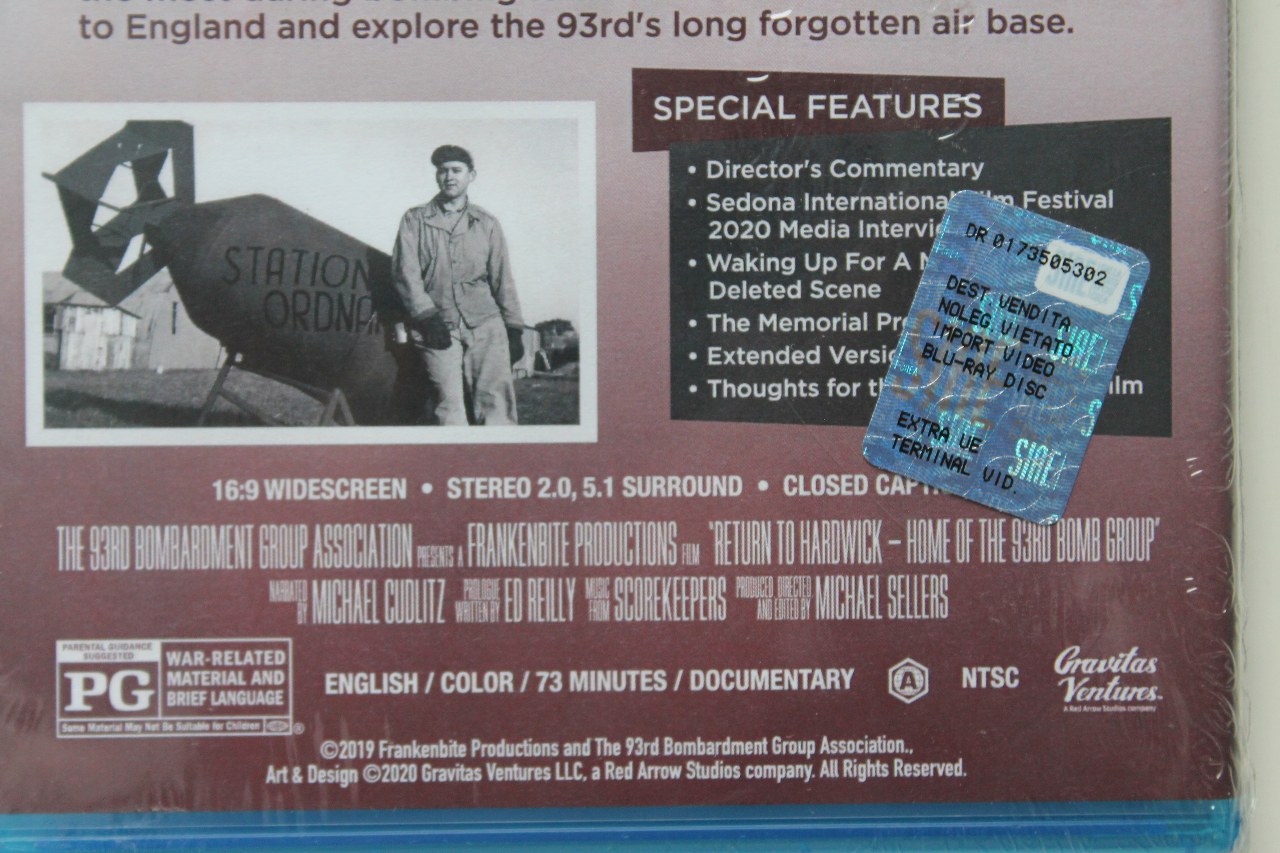 to England and explore the 93rd's long forgotten air base.
SPECIAL FEATURES
• Director's Commentary
• Sedona International Film Festival
2020 Media
• Waking Up For A
Deleted Scene
• The Memorial
• Extended
• Thoughts for
STATION
ORDNA
DR 0173505302
DEST.VENDITA
NOLEG.VIETATO
IMPORT VIDEO
BLU-RAY DISC
EXTRA UE
TERMINAL VID.
SIAE
16:9 WIDESCREEN • STEREO 2.0, 5.1 SURROUND • CLOSED
THE 93RD BOMBARDMENT GROUP ASSOCIATION PRESENTS A FRANKENBITE PRODUCTIONS FILM "RETURN TO HARDWICK – HOME OF THE 93RD BOMB GROUP"
NARRATED BY MICHAEL CUDLITZ PROLOGUE WRITTEN BY ED REILLY MUSIC FROM SCOREKEEPERS PRODUCED DIRECTED AND EDITED BY MICHAEL SELLERS
PARENTAL GUIDANCE SUGGESTED
PG
WAR-RELATED
MATERIAL AND
BRIEF LANGUAGE
Some Material May Not Be Suitable for Children
ENGLISH / COLOR / 73 MINUTES / DOCUMENTARY
A
NTSC
Gravitas
Ventures
A Red Arrow Studios company
©2019 Frankenbite Productions and The 93rd Bombardment Group Association.,
Art & Design ©2020 Gravitas Ventures LLC, a Red Arrow Studios company. All Rights Reserved.